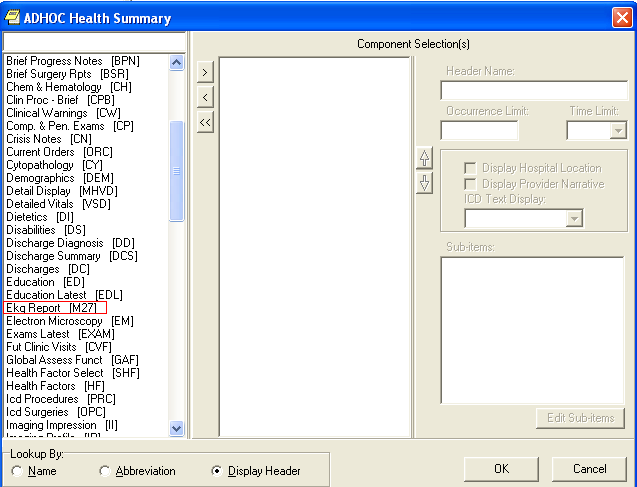 ADHOC Health Summary
Component Selection(s)
Brief Progress Notes [BPN]
Brief Surgery Rpts [BSR]
Chem & Hematology [CH]
Clin Proc - Brief [CPB]
Clinical Warnings [CW]
Comp. & Pen. Exams [CP]
Crisis Notes [CN]
Current Orders [ORC]
Cytopathology [CY]
Demographics [DEM]
Detail Display [MHVD]
Detailed Vitals [VSD]
Dietetics [DI]
Disabilities [DS]
Discharge Diagnosis [DD]
Discharge Summary [DCS]
Discharges [DC]
Education [ED]
Education Latest [EDL]
Ekg Report [M27]
Electron Microscopy [EM]
Exams Latest [EXAM]
Fut Clinic Visits [CVF]
Global Assess Funct [GAF]
Health Factor Select [SHF]
Health Factors [HF]
Icd Procedures [PRC]
Icd Surgeries [OPC]
Imaging Impression [II]
>
<
<<
Header Name:
Occurrence Limit: Time Limit:
Display Hospital Location
Display Provider Narrative
ICD Text Display:
Sub-items:
Edit Sub-items
Lookup By:
Name Abbreviation Display Header
OK Cancel